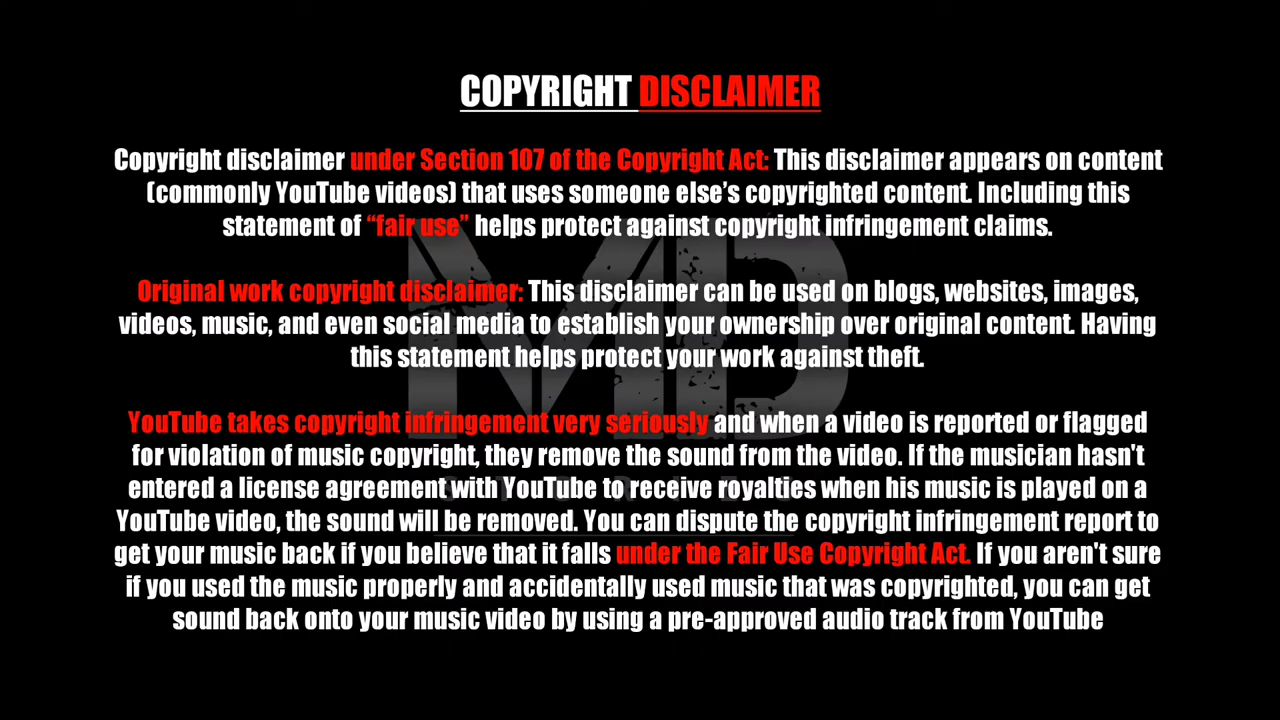 COPYRIGHT DISCLAIMER
Copyright disclaimer under Section 107 of the Copyright Act: This disclaimer appears on content
(commonly YouTube videos) that uses someone else’s copyrighted content. Including this
statement of “fair use” helps protect against copyright infringement claims.
Original work copyright disclaimer: This disclaimer can be used on blogs, websites, images,
videos, music, and even social media to establish your ownership over original content. Having
this statement helps protect your work against theft.
YouTube takes copyright infringement very seriously and when a video is reported or flagged
for violation of music copyright, they remove the sound from the video. If the musician hasn't
entered a license agreement with YouTube to receive royalties when his music is played on a
YouTube video, the sound will be removed. You can dispute the copyright infringement report to
get your music back if you believe that it falls under the Fair Use Copyright Act. If you aren't sure
if you used the music properly and accidentally used music that was copyrighted, you can get
sound back onto your music video by using a pre-approved audio track from YouTube
MD